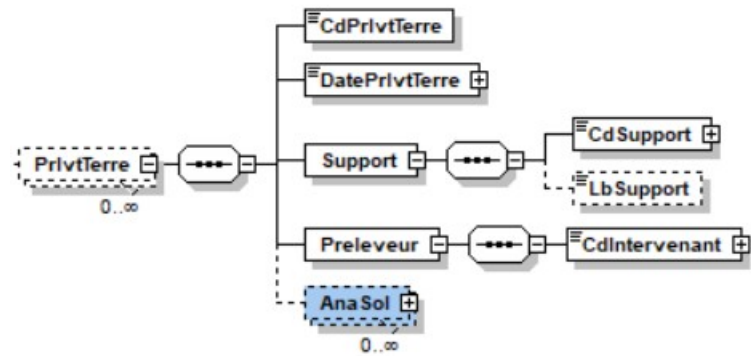 CdPrlvtTerre
DatePrlvtTerre
CdSupport
PrlvtTerre
Support
0..∞
LbSupport
Preleveur
CdIntervenant
AnaSol
0..∞